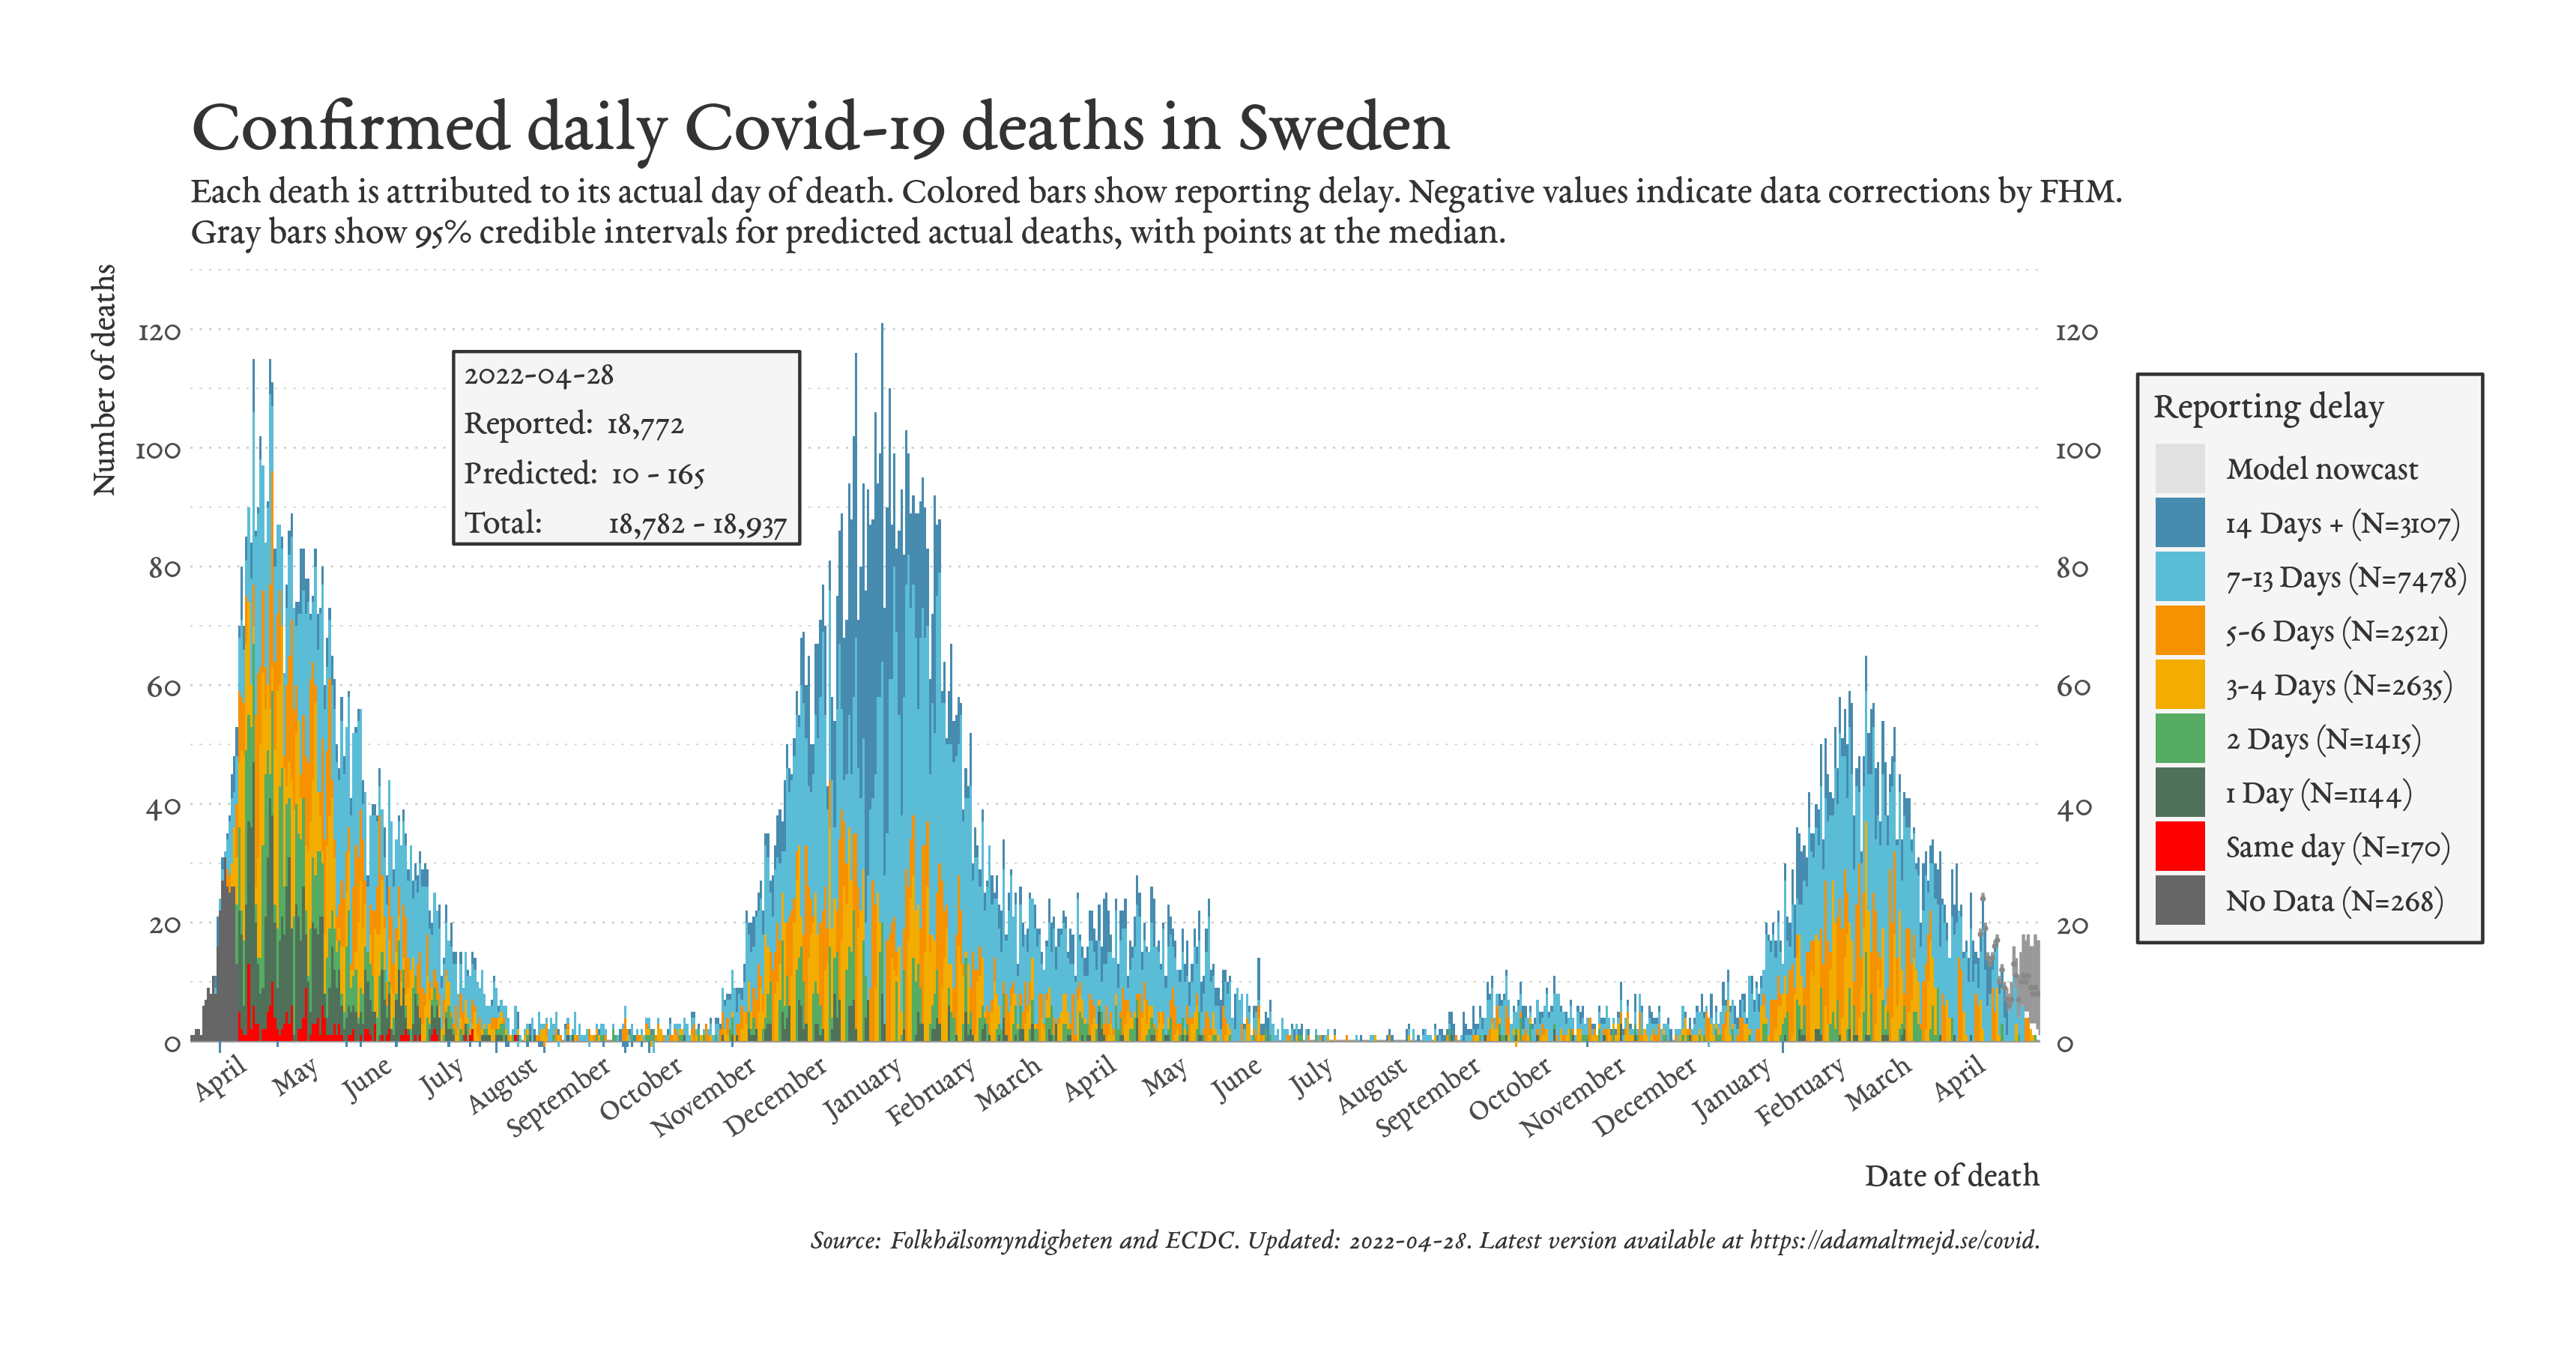 Confirmed daily Covid-19 deaths in Sweden
Each death is attributed to its actual day of death. Colored bars show reporting delay. Negative values indicate data corrections by FHM.
Gray bars show 95% credible intervals for predicted actual deaths, with points at the median.
Number of deaths
120
100
80
60
40
20
0
2022-04-28
Reported: 18,772
Predicted: 10 - 165
Total: 18,782 - 18,937
120
100
80
60
40
20
0
Reporting delay
Model nowcast
14 Days + (N=3107)
7-13 Days (N=7478)
5-6 Days (N=2521)
3-4 Days (N=2635)
2 Days (N=1415)
1 Day (N=1144)
Same day (N=170)
No Data (N=268)
April
May
June
July
August
September
October
November
December
January
February
March
April
May
June
July
August
September
October
November
December
January
February
March
April
Date of death
Source: Folkhälsomyndigheten and ECDC. Updated: 2022-04-28. Latest version available at https://adamaltmejd.se/covid.